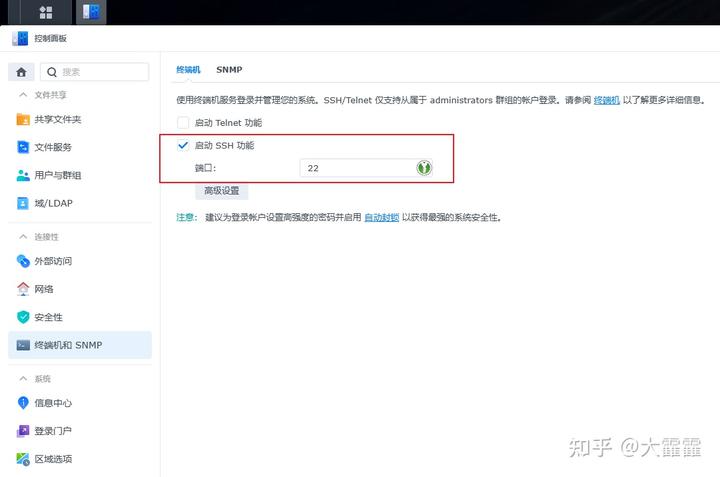 控制面板
搜索
终端机 SNMP
文件共享
共享文件夹
文件服务
用户与群组
域/LDAP
连接性
外部访问
网络
安全性
终端机和 SNMP
系统
信息中心
登录门户
区域选项
使用终端机服务登录并管理您的系统。SSH/Telnet 仅支持从属于 administrators 群组的帐户登录。请参阅 终端机 以了解更多详细信息。
启动 Telnet 功能
启动 SSH 功能
端口: 22
高级设置
注意: 建议为登录帐户设置高强度的密码并启用 自动封锁 以获得最强的系统安全性。
知乎 @大霏霏